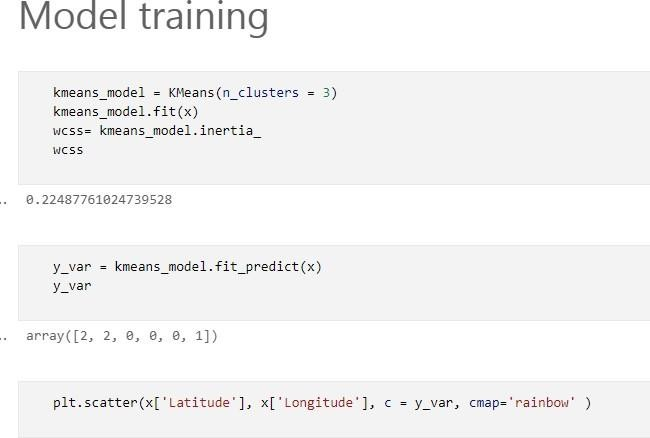 Model training
kmeans_model = KMeans(n_clusters = 3)
kmeans_model.fit(x)
wcss= kmeans_model.inertia_
wcss
.. 0.22487761024739528
y_var = kmeans_model.fit_predict(x)
y_var
.. array([2, 2, 0, 0, 0, 1])
plt.scatter(x['Latitude'], x['Longitude'], c = y_var, cmap='rainbow' )